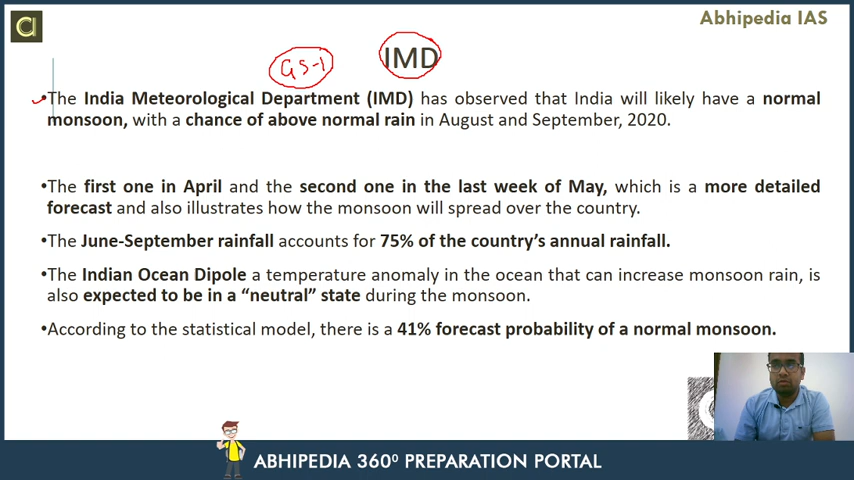 Abhipedia IAS
GS-1
IMD
•The India Meteorological Department (IMD) has observed that India will likely have a normal
monsoon, with a chance of above normal rain in August and September, 2020.
•The first one in April and the second one in the last week of May, which is a more detailed
forecast and also illustrates how the monsoon will spread over the country.
•The June-September rainfall accounts for 75% of the country’s annual rainfall.
•The Indian Ocean Dipole a temperature anomaly in the ocean that can increase monsoon rain, is
also expected to be in a “neutral” state during the monsoon.
•According to the statistical model, there is a 41% forecast probability of a normal monsoon.
ABHIPEDIA 360⁰ PREPARATION PORTAL